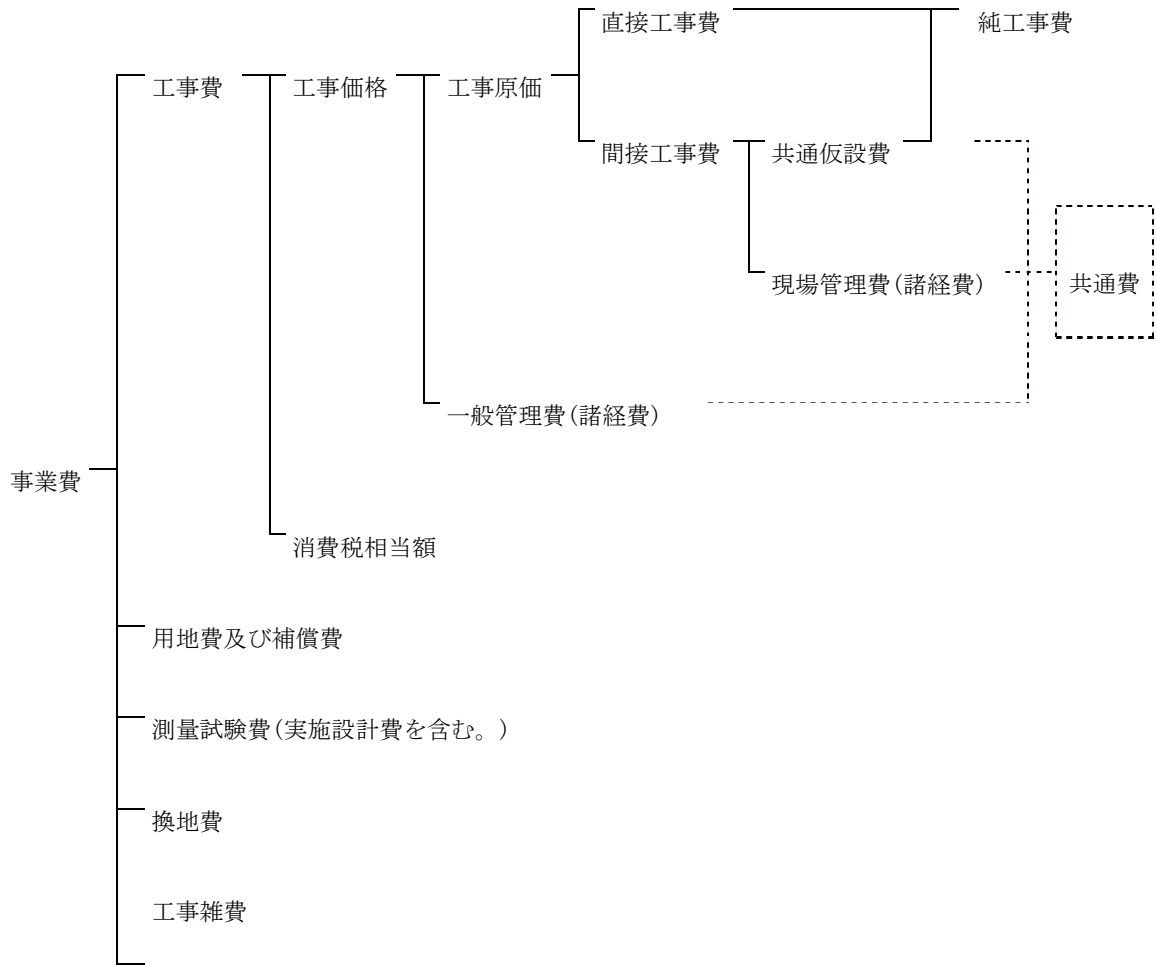 直接工事費 純工事費
工事費 工事価格 工事原価
間接工事費 共通仮設費
現場管理費(諸経費) 共通費
一般管理費(諸経費)
事業費
消費税相当額
用地費及び補償費
測量試験費(実施設計費を含む。)
換地費
工事雑費